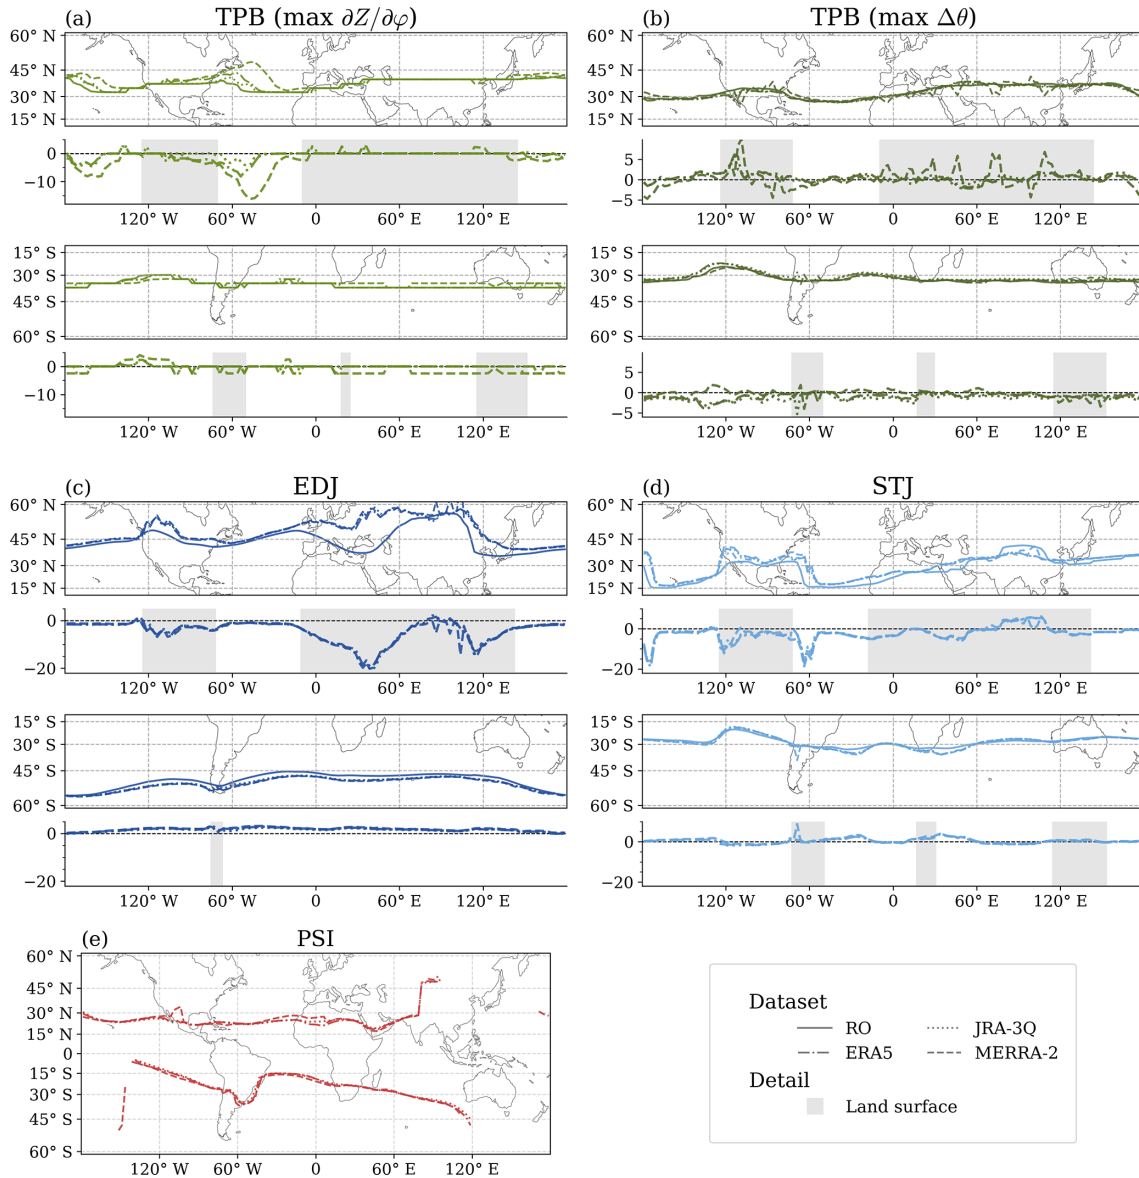 (a) TPB (max ∂Z/∂φ)
60° N
45° N
30° N
15° N
0
−10
120° W 60° W 0 60° E 120° E
15° S
30° S
45° S
60° S
0
−10
120° W 60° W 0 60° E 120° E
(b) TPB (max Δθ)
60° N
45° N
30° N
15° N
5
0
−5
120° W 60° W 0 60° E 120° E
15° S
30° S
45° S
60° S
5
0
−5
120° W 60° W 0 60° E 120° E
(c) EDJ
60° N
45° N
30° N
15° N
0
−20
120° W 60° W 0 60° E 120° E
15° S
30° S
45° S
60° S
0
−20
120° W 60° W 0 60° E 120° E
(d) STJ
60° N
45° N
30° N
15° N
0
−20
120° W 60° W 0 60° E 120° E
15° S
30° S
45° S
60° S
0
−20
120° W 60° W 0 60° E 120° E
(e) PSI
60° N
45° N
30° N
15° N
0
15° S
30° S
45° S
60° S
120° W 60° W 0 60° E 120° E
Dataset
RO JRA-3Q
ERA5 MERRA-2
Detail
Land surface